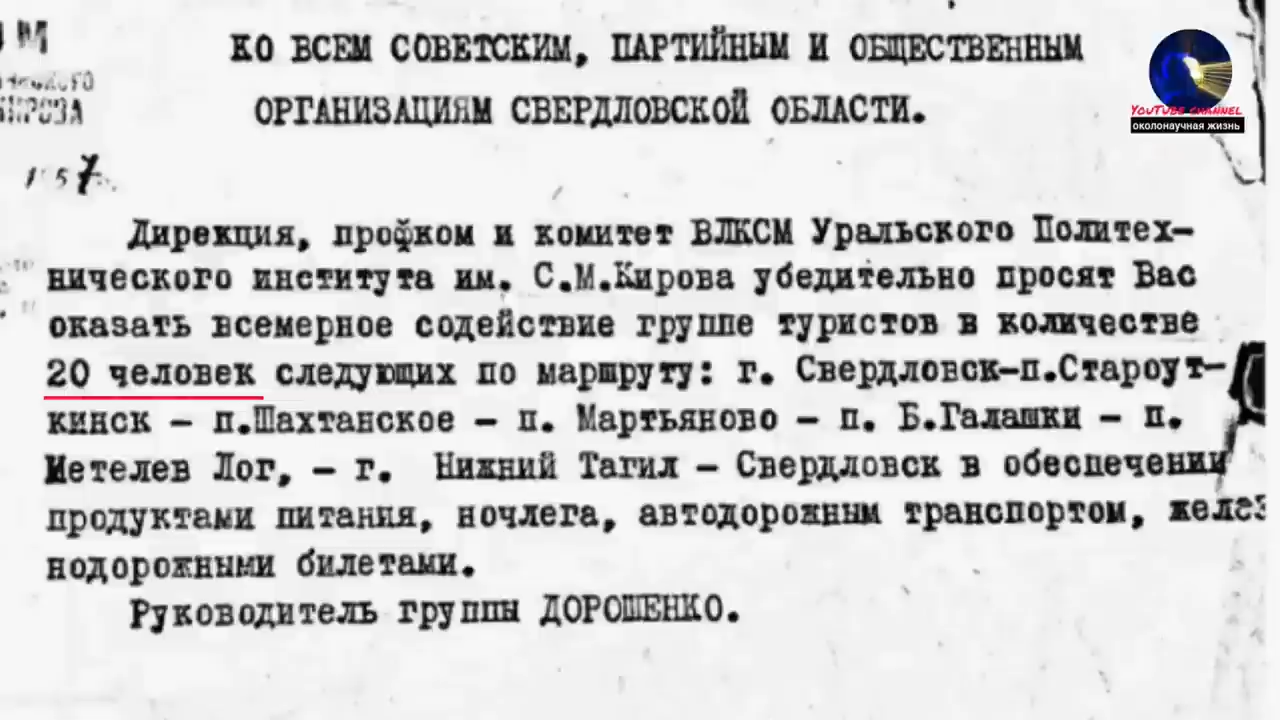 М
КО ВСЕМ СОВЕТСКИМ, ПАРТИЙНЫМ И ОБЩЕСТВЕННЫМ
ОРГАНИЗАЦИЯМ СВЕРДЛОВСКОЙ ОБЛАСТИ.
YouTube channel
околонаучная жизнь
Дирекция, профком и комитет ВЛКСМ Уральского Политех-
нического института им. С.М.Кирова убедительно просят Вас
оказать всемерное содействие группе туристов в количестве
20 человек следующих по маршруту: г. Свердловск-п.Староут-
кинск - п.Шахтанское - п. Мартьяново - п. Б.Галашки - п.
Метелев Лог, - г. Нижний Тагил - Свердловск в обеспечении
продуктами питания, ночлега, автодорожным транспортом, желез
нодорожными билетами.
Руководитель группы ДОРОШЕНКО.